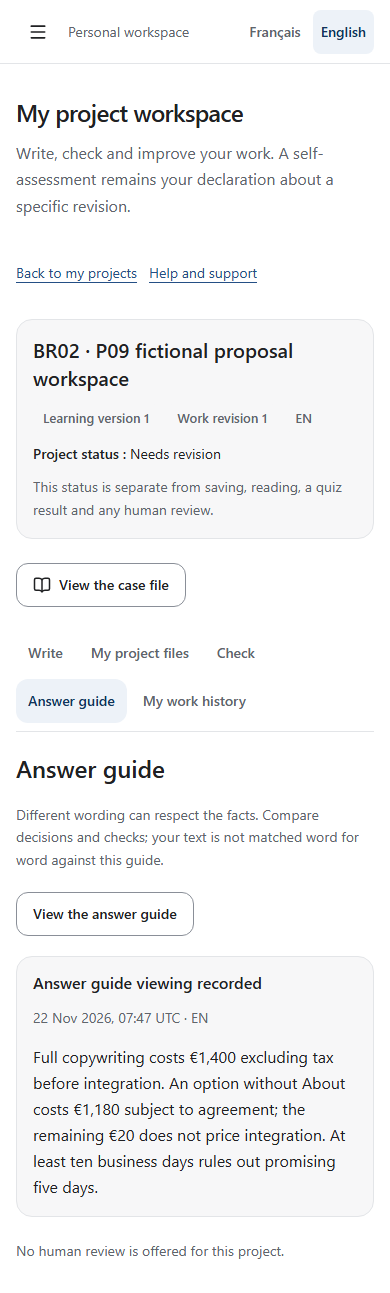 Personal workspace
Français
English
My project workspace
Write, check and improve your work. A self-
assessment remains your declaration about a
specific revision.
Back to my projects
Help and support
BR02 · P09 fictional proposal
workspace
Learning version 1
Work revision 1
EN
Project status : Needs revision
This status is separate from saving, reading, a quiz
result and any human review.
View the case file
Write
My project files
Check
Answer guide
My work history
Answer guide
Different wording can respect the facts. Compare
decisions and checks; your text is not matched word for
word against this guide.
View the answer guide
Answer guide viewing recorded
22 Nov 2026, 07:47 UTC · EN
Full copywriting costs €1,400 excluding tax
before integration. An option without About
costs €1,180 subject to agreement; the
remaining €20 does not price integration. At
least ten business days rules out promising
five days.
No human review is offered for this project.